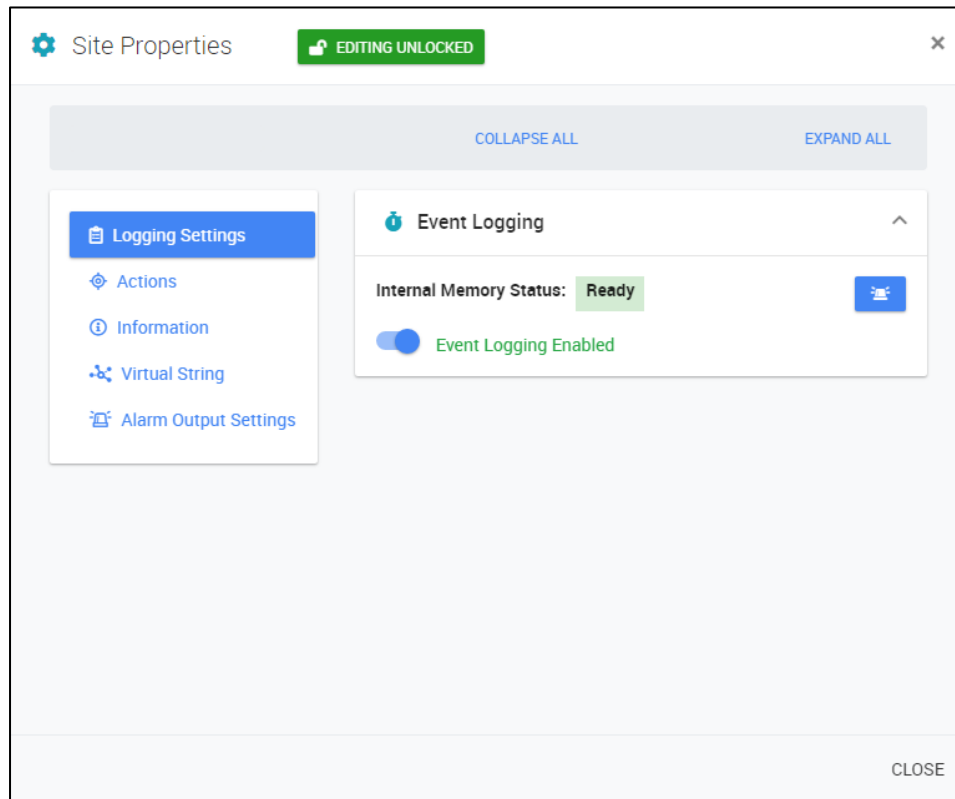 Site Properties
EDITING UNLOCKED
COLLAPSE ALL
EXPAND ALL
Logging Settings
Actions
Information
Virtual String
Alarm Output Settings
Event Logging
Internal Memory Status: Ready
Event Logging Enabled
CLOSE